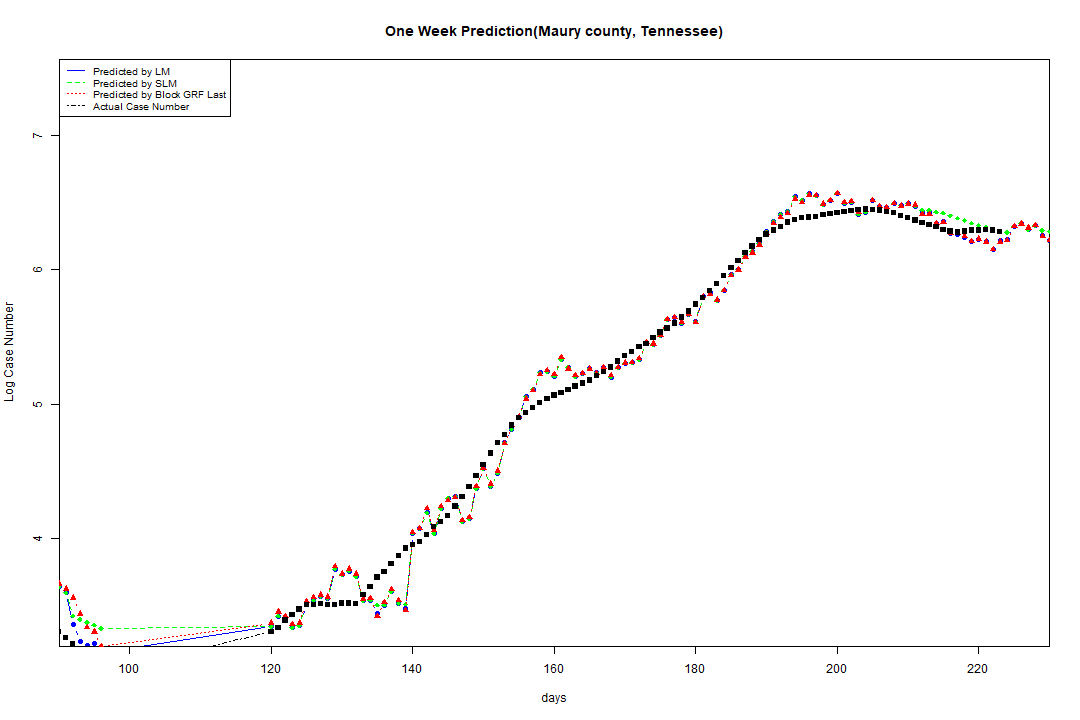 One Week Prediction(Maury county, Tennessee)
Predicted by LM
Predicted by SLM
Predicted by Block GRF Last
Actual Case Number
7
6
5
4
Log Case Number
100 120 140 160 180 200 220
days